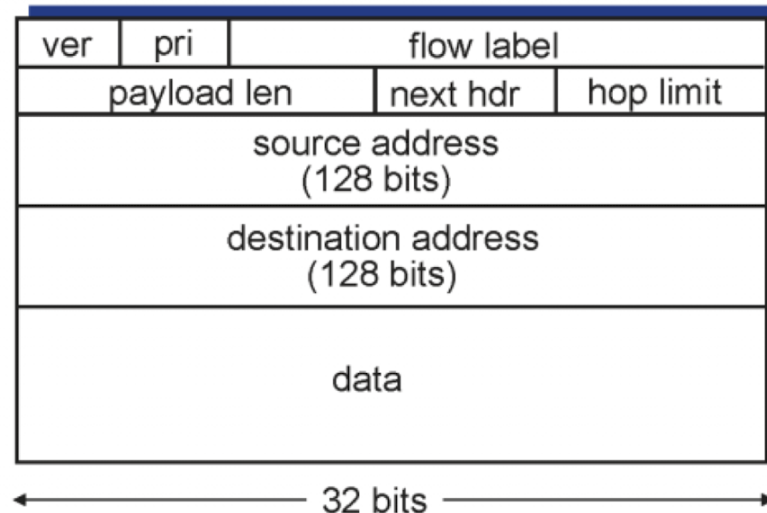 ver pri flow label
payload len next hdr hop limit
source address
(128 bits)
destination address
(128 bits)
data
32 bits